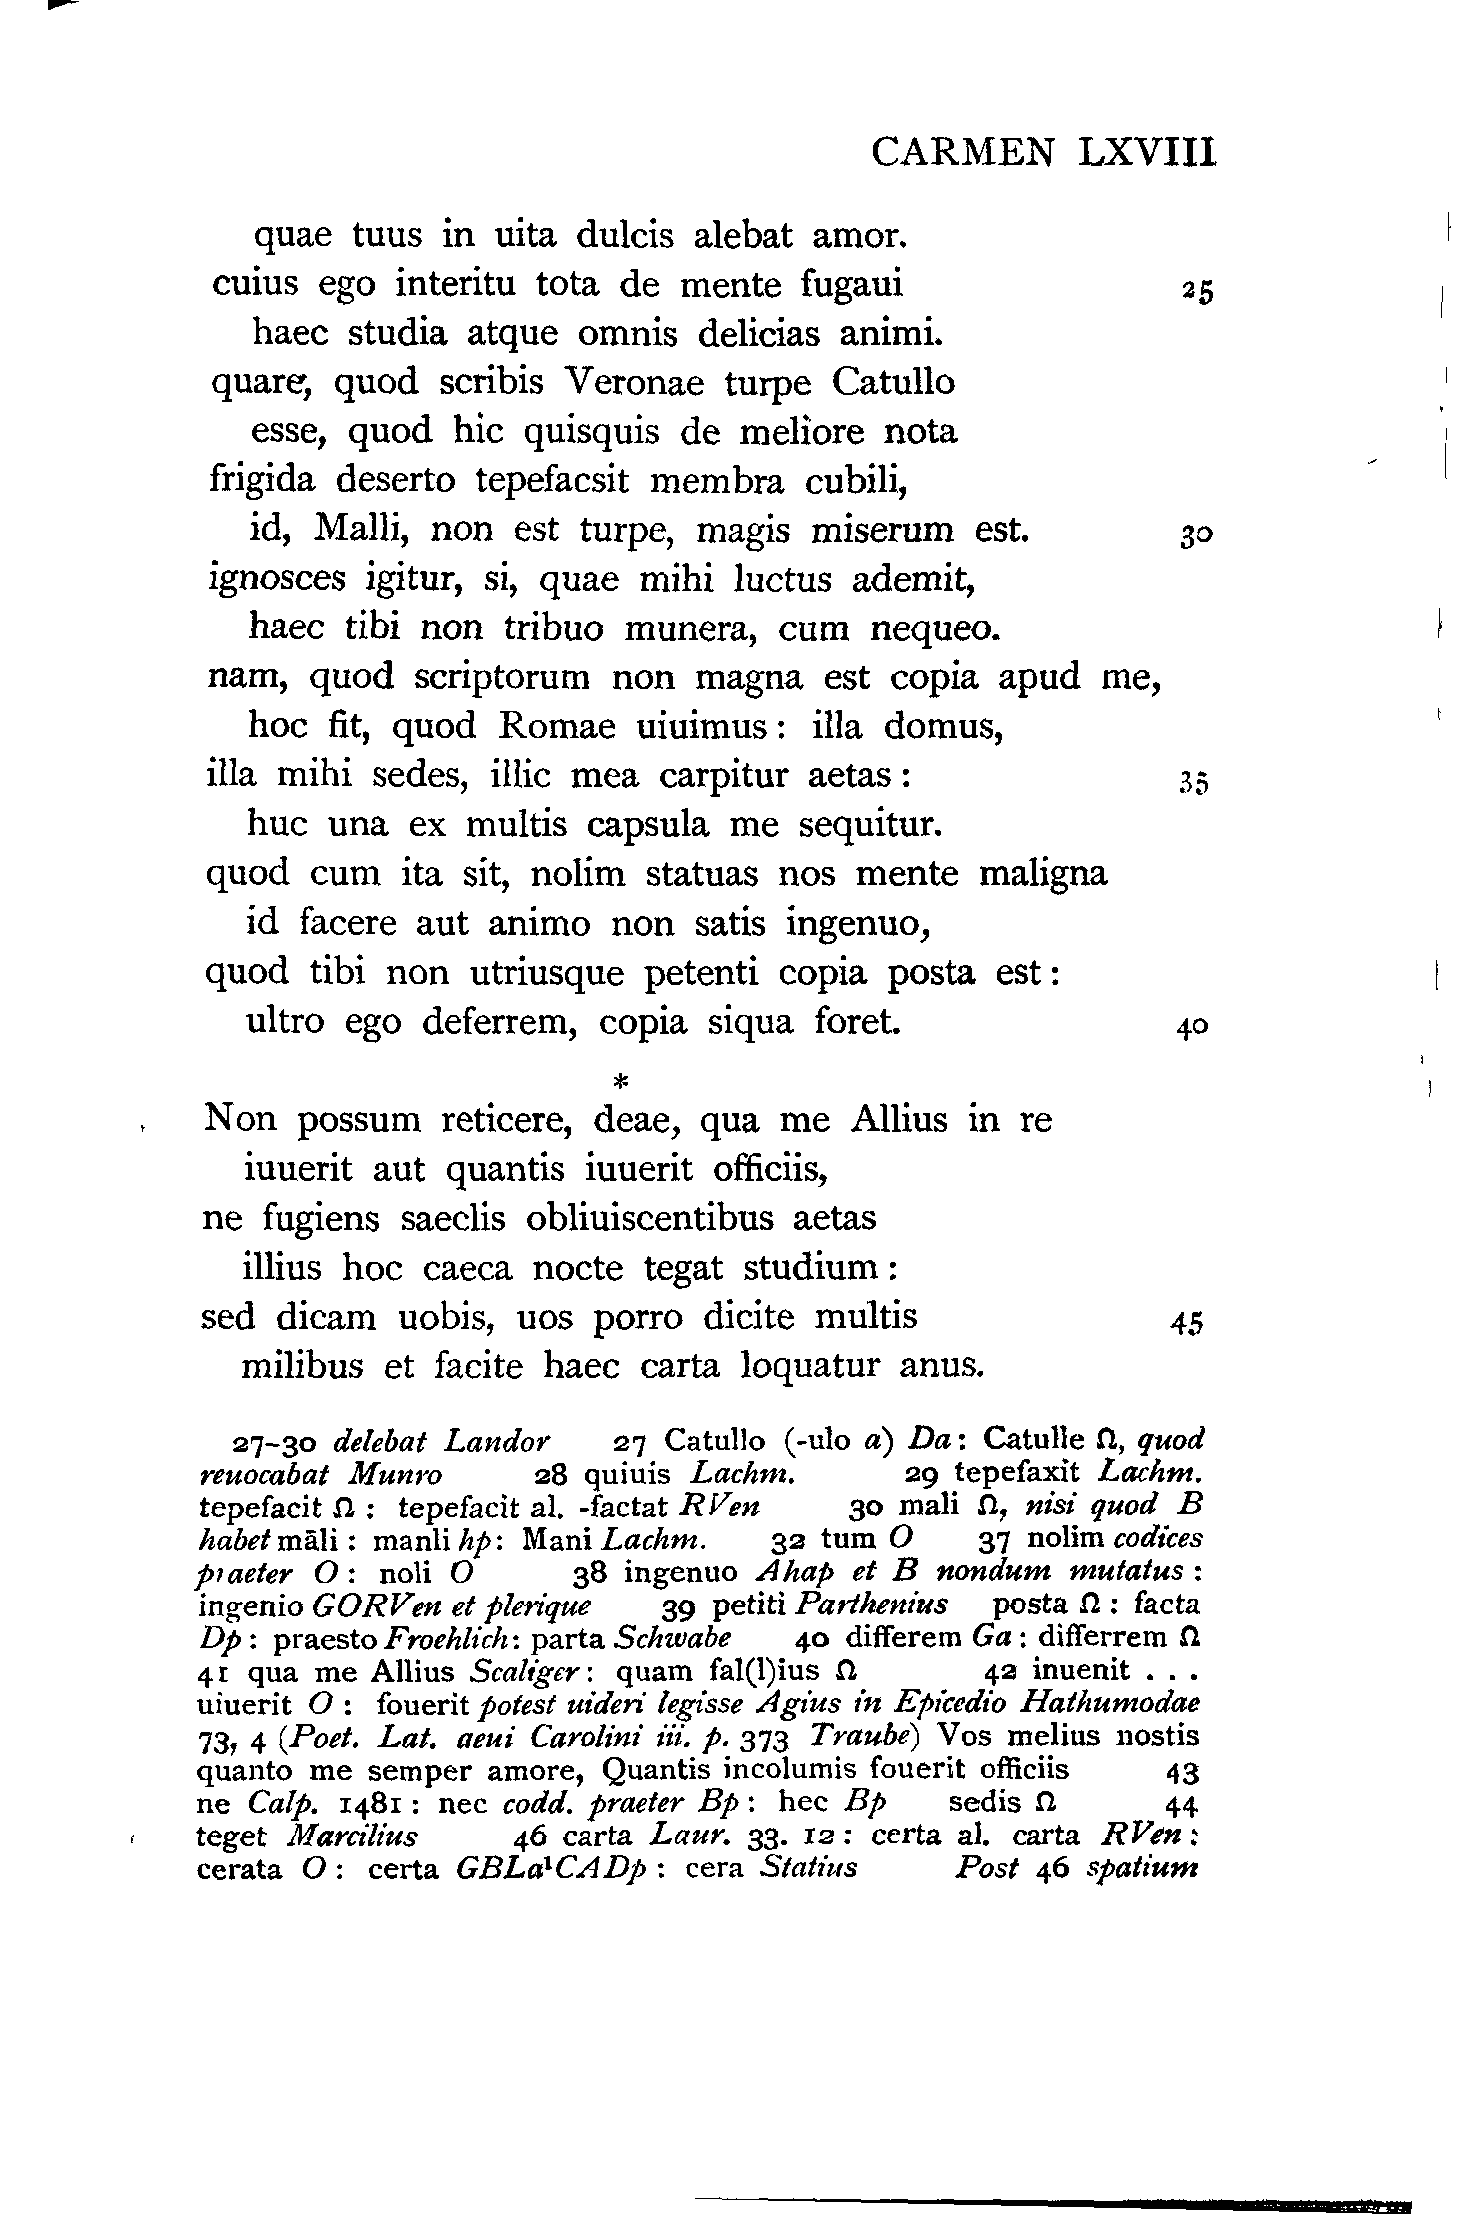 CARMEN LXVIII
quae tuus in uita dulcis alebat amor.
cuius ego interitu tota de mente fugaui 25
haec studia atque omnis delicias animi.
quare, quod scribis Veronae turpe Catullo
esse, quod hic quisquis de meliore nota
frigida deserto tepefacsit membra cubili,
id, Malli, non est turpe, magis miserum est. 30
ignosces igitur, si, quae mihi luctus ademit,
haec tibi non tribuo munera, cum nequeo.
nam, quod scriptorum non magna est copia apud me,
hoc fit, quod Romae uiuimus : illa domus,
illa mihi sedes, illic mea carpitur aetas : 35
huc una ex multis capsula me sequitur.
quod cum ita sit, nolim statuas nos mente maligna
id facere aut animo non satis ingenuo,
quod tibi non utriusque petenti copia posta est :
ultro ego deferrem, copia siqua foret. 40
*
Non possum reticere, deae, qua me Allius in re
iuuerit aut quantis iuuerit officiis,
ne fugiens saeclis obliuiscentibus aetas
illius hoc caeca nocte tegat studium :
sed dicam uobis, uos porro dicite multis 45
milibus et facite haec carta loquatur anus.
27–30 delebat Landor 27 Catullo (-ulo a) Da : Catulle Ω, quod
reuocabat Munro 28 quiuis Lachm. 29 tepefaxit Lachm.
tepefacit Ω : tepefacit al. -factat RVen 30 mali Ω, nisi quod B
habet māli : manli hp : Mani Lachm. 32 tum O 37 nolim codices
praeter O : noli O 38 ingenuo Ahap et B nondum mutatus :
ingenio GORVen et plerique 39 petiti Parthenius posta Ω : facta
Dp : praesto Froehlich : parta Schwabe 40 differem Ga : differrem Ω
41 qua me Allius Scaliger : quam fal(l)ius Ω 42 inuenit . . .
uiuerit O : fouerit potest uideri legisse Agius in Epicedio Hathumodae
73, 4 (Poet. Lat. aeui Carolini iii. p. 373 Traube) Vos melius nostis
quanto me semper amore, Quantis incolumis fouerit officiis 43
ne Calp. 1481 : nec codd. praeter Bp : hec Bp sedis Ω 44
teget Marcilius 46 carta Laur. 33. 12 : certa al. carta RVen :
cerata O : certa GBLa¹CADp : cera Statius Post 46 spatium